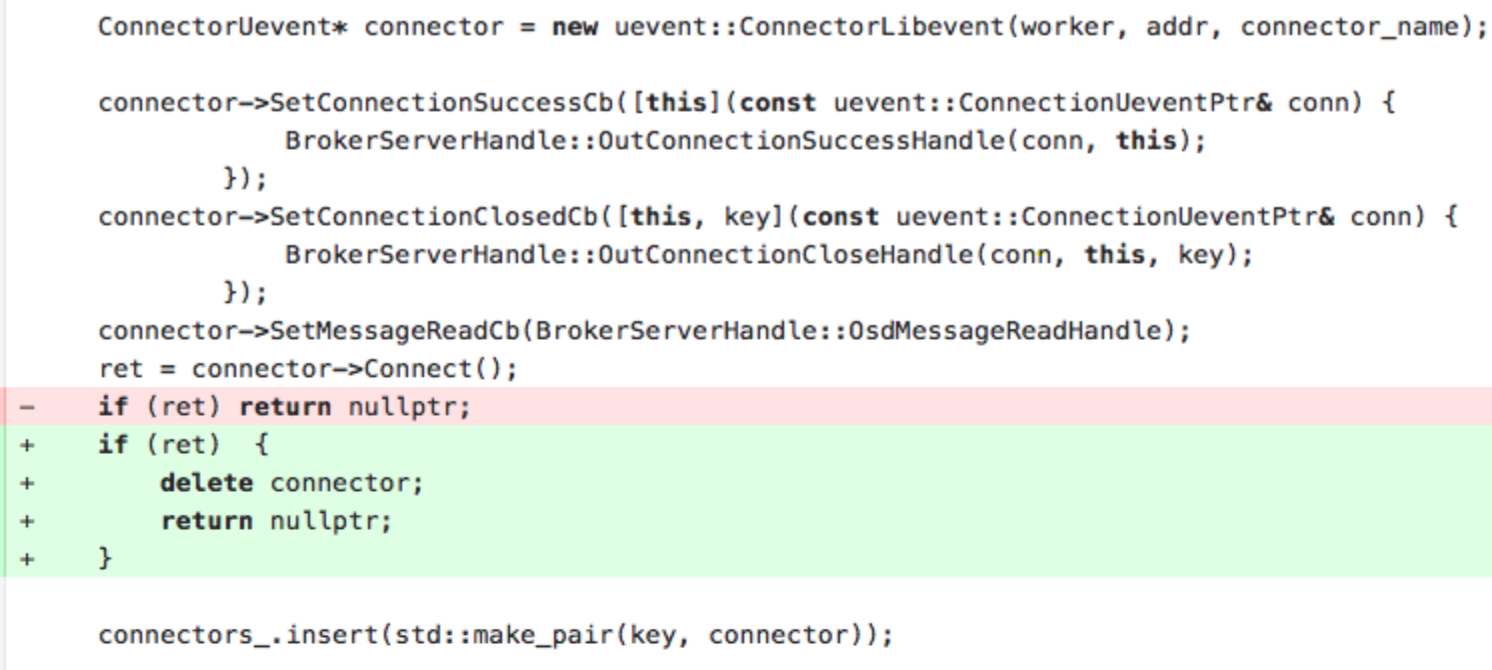 ConnectorUevent* connector = new uevent::ConnectorLibevent(worker, addr, connector_name);
connector->SetConnectionSuccessCb([this](const uevent::ConnectionUeventPtr& conn) {
BrokerServerHandle::OutConnectionSuccessHandle(conn, this);
});
connector->SetConnectionClosedCb([this, key](const uevent::ConnectionUeventPtr& conn) {
BrokerServerHandle::OutConnectionCloseHandle(conn, this, key);
});
connector->SetMessageReadCb(BrokerServerHandle::OsdMessageReadHandle);
ret = connector->Connect();
- if (ret) return nullptr;
+ if (ret)  {
+ delete connector;
+ return nullptr;
+ }
connectors_.insert(std::make_pair(key, connector));